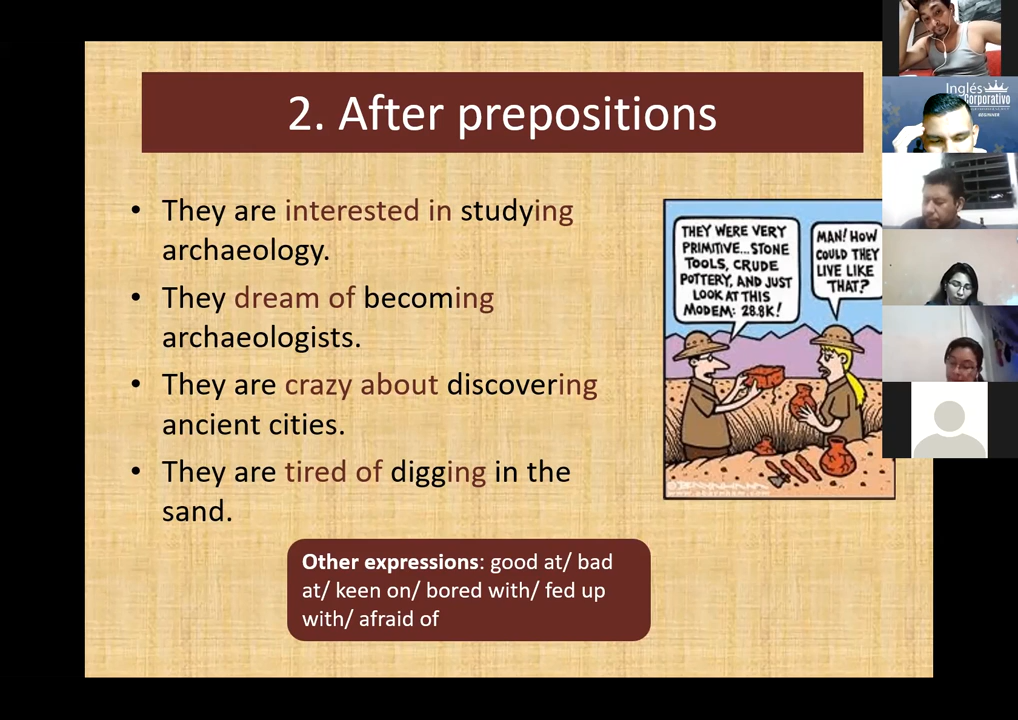 2. After prepositions
• They are interested in studying
archaeology.
• They dream of becoming
archaeologists.
• They are crazy about discovering
ancient cities.
• They are tired of digging in the
sand.
THEY WERE VERY
PRIMITIVE...STONE
TOOLS, CRUDE
POTTERY, AND JUST
LOOK AT THIS
MODEM: 28.8K!
MAN! HOW
COULD THEY
LIVE LIKE
THAT?
Other expressions: good at/ bad
at/ keen on/ bored with/ fed up
with/ afraid of
Inglés
Corporativo
BEGINNER